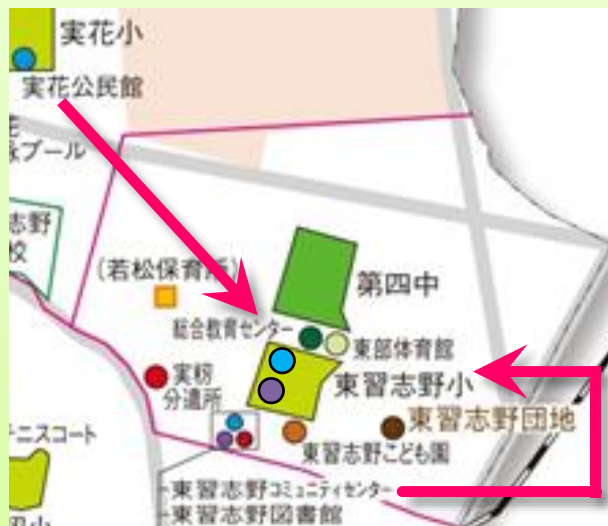 実花小
実花公民館
プール
志野
校
(若松保育所)
第四中
総合教育センター
東部体育館
実籾
分遣所
東習志野小
東習志野団地
テニスコート
東習志野こども園
東習志野コミュニティセンター
東習志野図書館